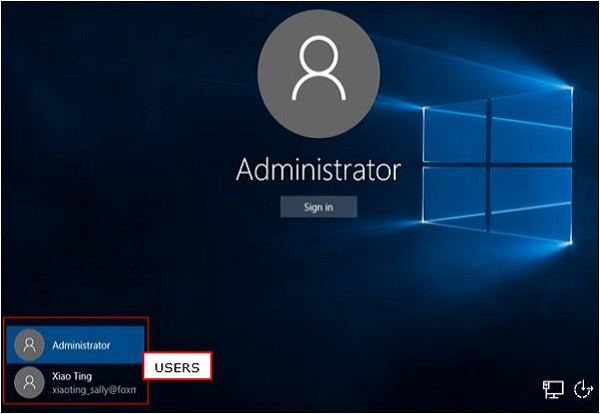 Administrator
Sign in
Administrator
Xiao Ting
xiaoting_sally@foxm
USERS